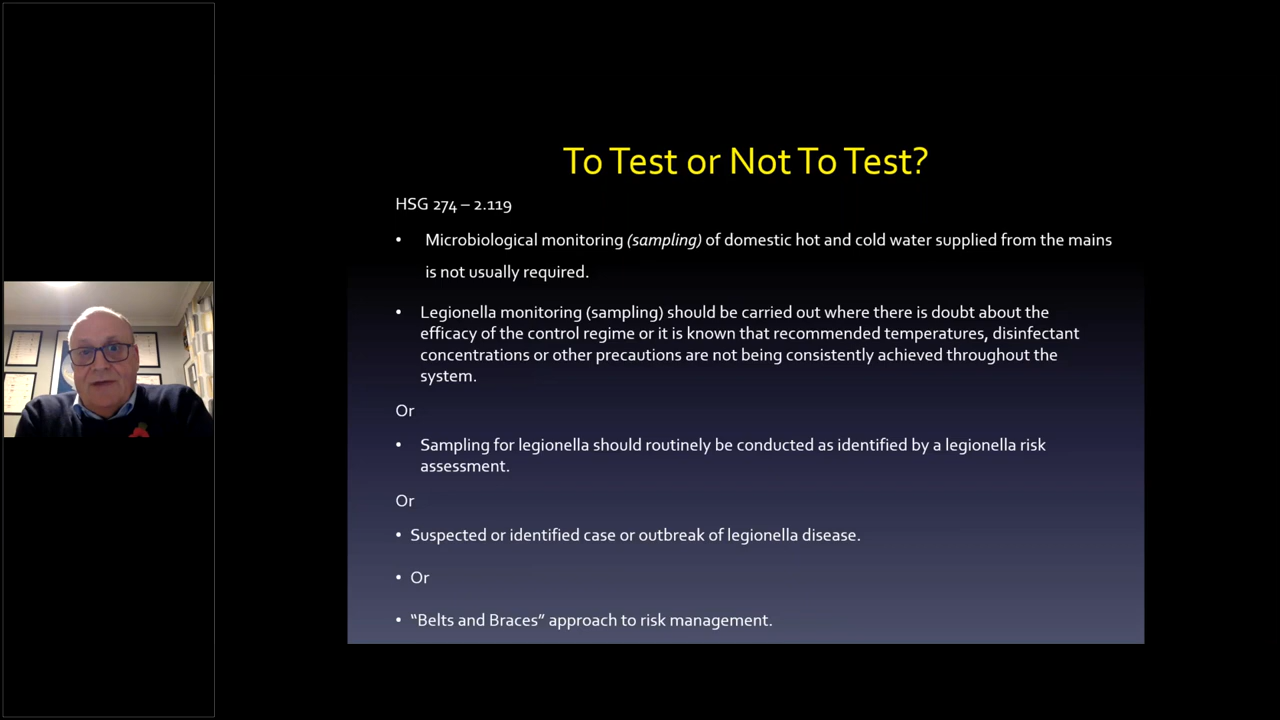 To Test or Not To Test?
HSG 274 – 2.119
• Microbiological monitoring (sampling) of domestic hot and cold water supplied from the mains
is not usually required.
• Legionella monitoring (sampling) should be carried out where there is doubt about the
efficacy of the control regime or it is known that recommended temperatures, disinfectant
concentrations or other precautions are not being consistently achieved throughout the
system.
Or
• Sampling for legionella should routinely be conducted as identified by a legionella risk
assessment.
Or
• Suspected or identified case or outbreak of legionella disease.
• Or
• “Belts and Braces” approach to risk management.